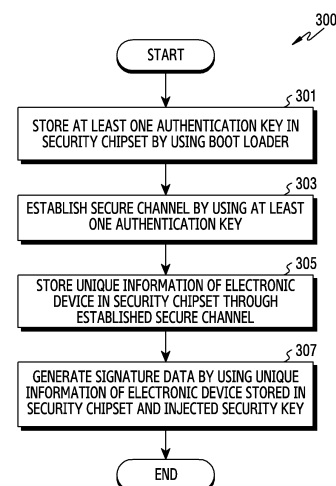 300
START
301
STORE AT LEAST ONE AUTHENTICATION KEY IN
SECURITY CHIPSET BY USING BOOT LOADER
303
ESTABLISH SECURE CHANNEL BY USING AT LEAST
ONE AUTHENTICATION KEY
305
STORE UNIQUE INFORMATION OF ELECTRONIC
DEVICE IN SECURITY CHIPSET THROUGH
ESTABLISHED SECURE CHANNEL
307
GENERATE SIGNATURE DATA BY USING UNIQUE
INFORMATION OF ELECTRONIC DEVICE STORED IN
SECURITY CHIPSET AND INJECTED SECURITY KEY
END